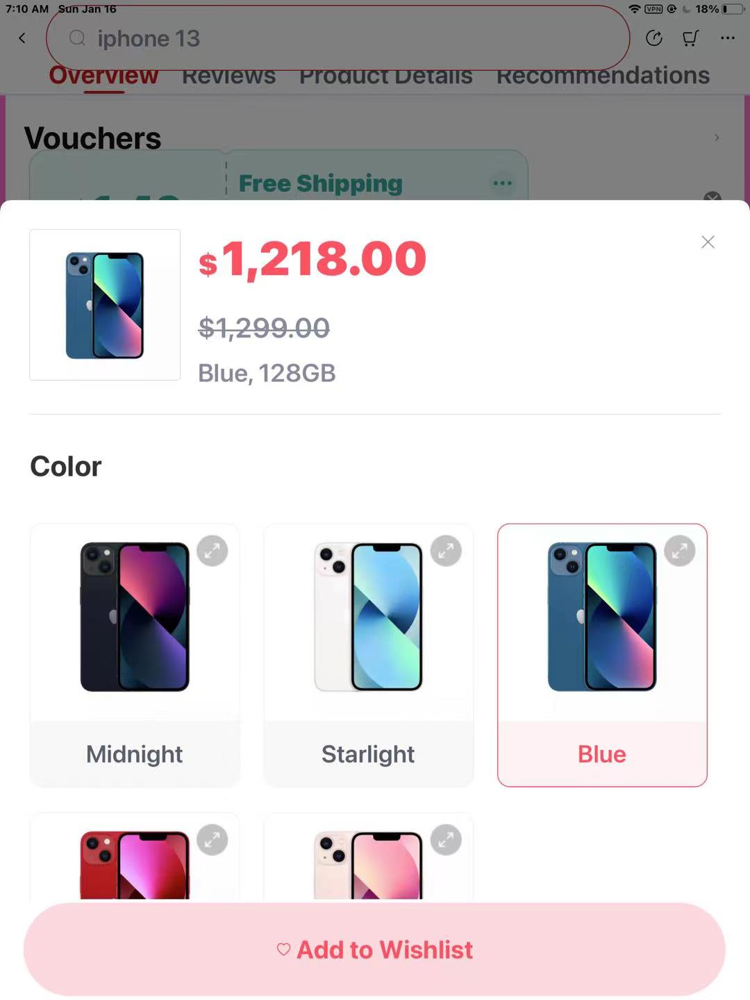 7:10 AM Sun Jan 16
VPN
18%
iphone 13
Overview Reviews Product Details Recommendations
Vouchers
Free Shipping
$1,218.00
$1,299.00
Blue, 128GB
Color
Midnight Starlight Blue
Add to Wishlist